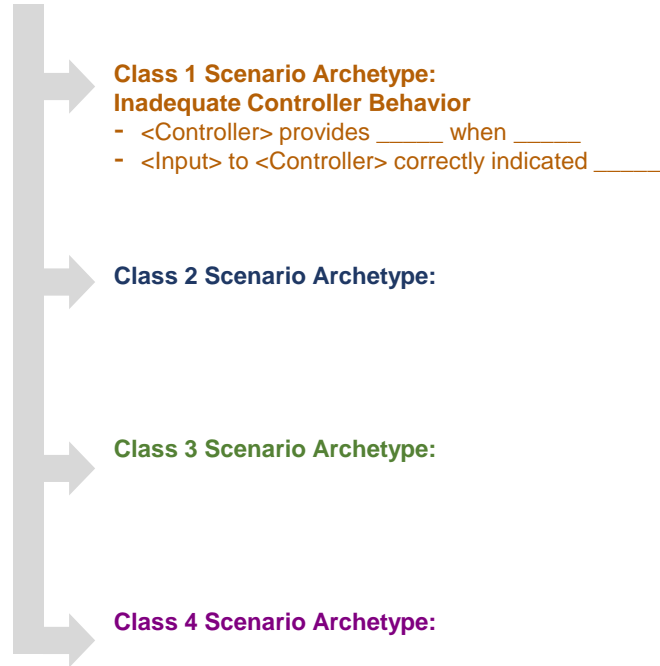 Class 1 Scenario Archetype:
Inadequate Controller Behavior
- <Controller> provides _____ when _____
- <Input> to <Controller> correctly indicated _____
Class 2 Scenario Archetype:
Class 3 Scenario Archetype:
Class 4 Scenario Archetype: